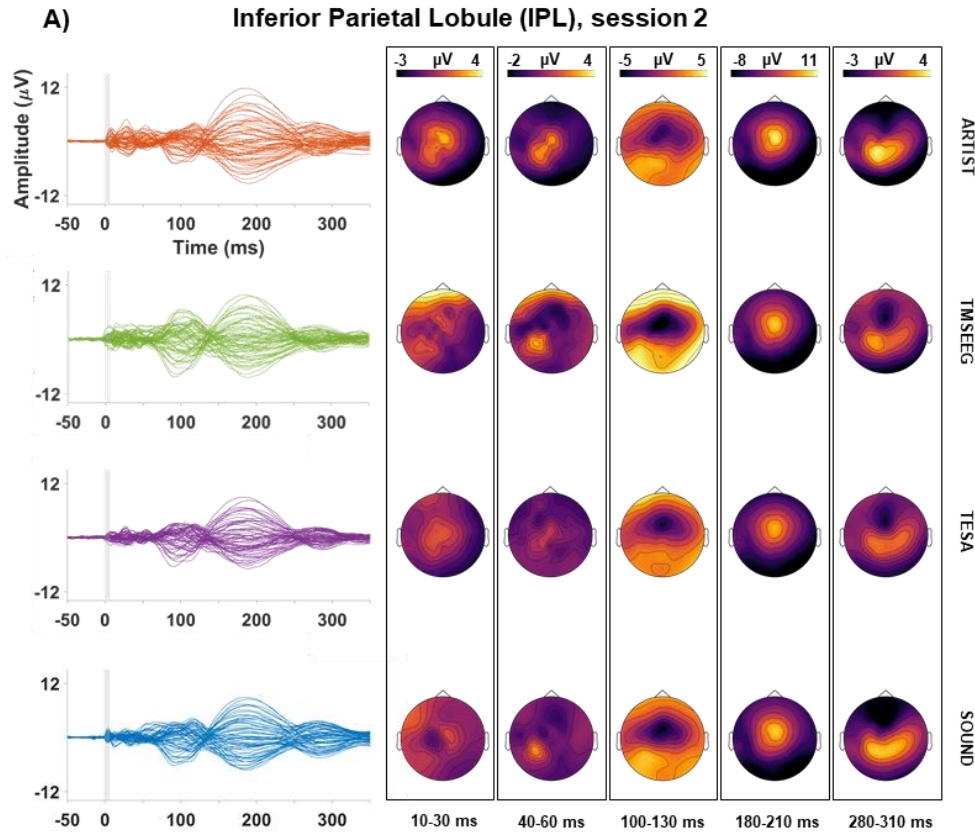 A) Inferior Parietal Lobule (IPL), session 2
-3 µV 4
-2 µV 4
-5 µV 5
-8 µV 11
-3 µV 4
Amplitude (µV)
12
-12
-50 0 100 200 300
Time (ms)
ARTIST
12
-12
-50 0 100 200 300
TMSEEG
12
-12
-50 0 100 200 300
TESA
12
-12
-50 0 100 200 300
SOUND
10-30 ms
40-60 ms
100-130 ms
180-210 ms
280-310 ms